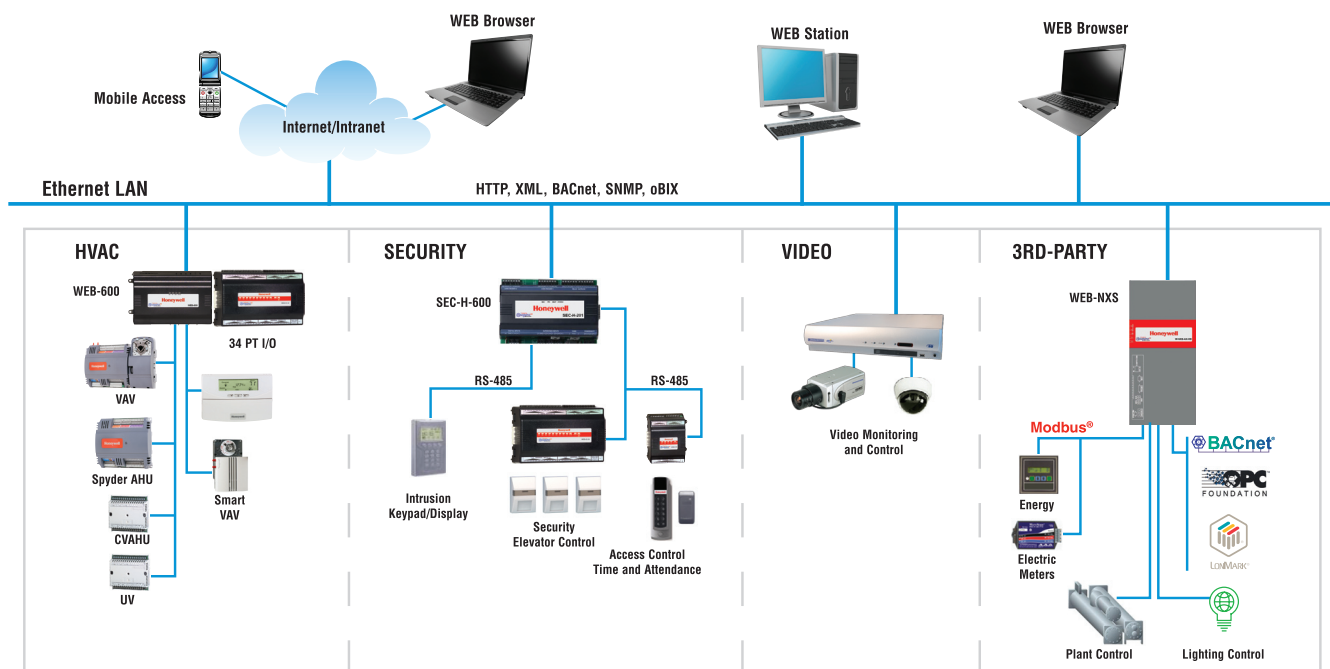 WEB Browser
WEB Station
WEB Browser
Mobile Access
Internet/Intranet
Ethernet LAN
HTTP, XML, BACnet, SNMP, oBIX
HVAC
WEB-600
Honeywell
34 PT I/O
VAV
Spyder AHU
Smart
VAV
CVAHU
UV
SECURITY
SEC-H-600
Honeywell
SEC-H-201
RS-485
RS-485
Intrusion
Keypad/Display
Security
Elevator Control
Access Control
Time and Attendance
VIDEO
Video Monitoring
and Control
3RD-PARTY
WEB-NXS
Honeywell
Modbus®
Energy
Electric
Meters
Plant Control
BACnet®
OPC™
FOUNDATION
LONMARK®
Lighting Control